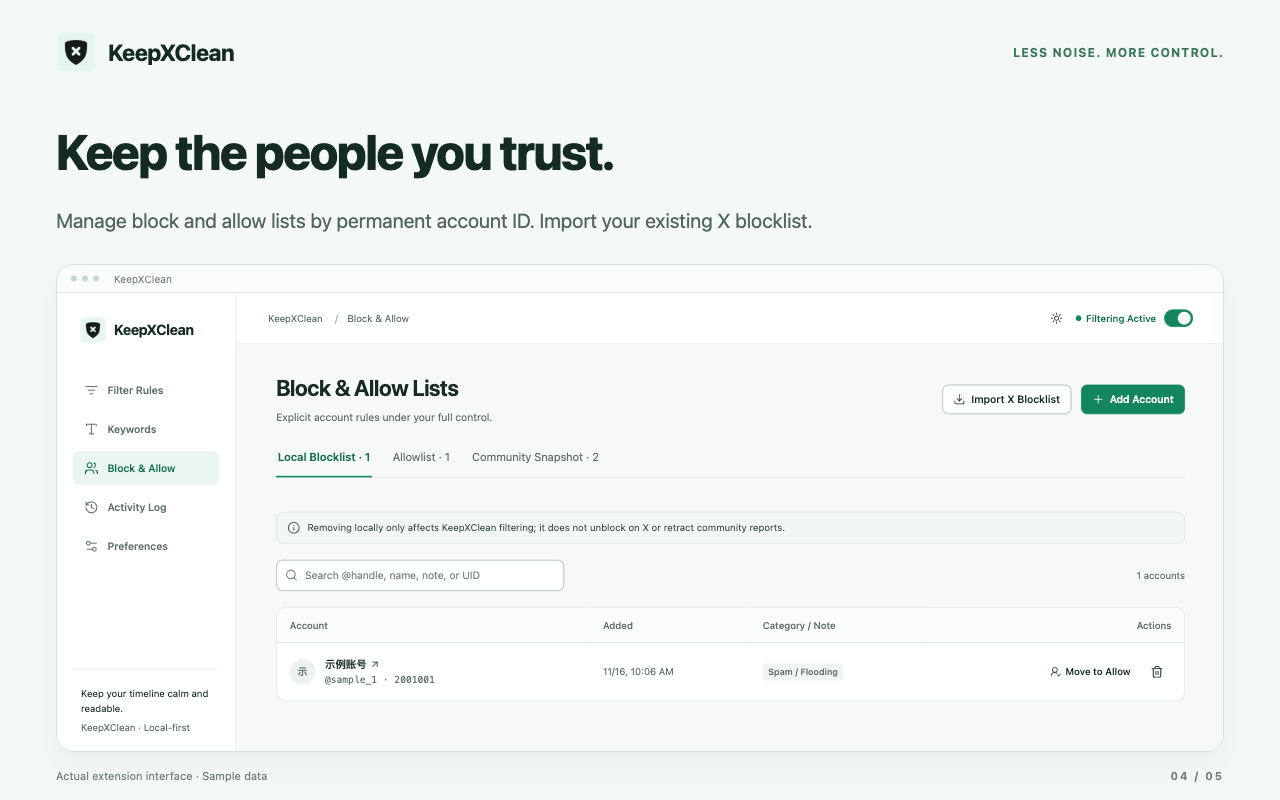 KeepXClean
LESS NOISE. MORE CONTROL.
Keep the people you trust.
Manage block and allow lists by permanent account ID. Import your existing X blocklist.
KeepXClean
KeepXClean
KeepXClean / Block & Allow
Filtering Active
Filter Rules
Keywords
Block & Allow
Activity Log
Preferences
Keep your timeline calm and
readable.
KeepXClean · Local-first
Block & Allow Lists
Explicit account rules under your full control.
Import X Blocklist
Add Account
Local Blocklist · 1
Allowlist · 1
Community Snapshot · 2
Removing locally only affects KeepXClean filtering; it does not unblock on X or retract community reports.
Search @handle, name, note, or UID
1 accounts
Account Added Category / Note Actions
示
示例账号
@sample_1 · 2001001
11/16, 10:06 AM
Spam / Flooding
Move to Allow
Actual extension interface · Sample data
04 / 05